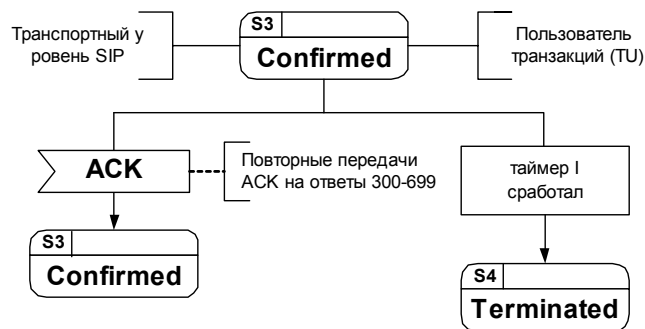 Транспортный у
ровень SIP
S3
Confirmed
Пользователь
транзакций (TU)
ACK
Повторные передачи
ACK на ответы 300-699
таймер I
сработал
S3
Confirmed
S4
Terminated